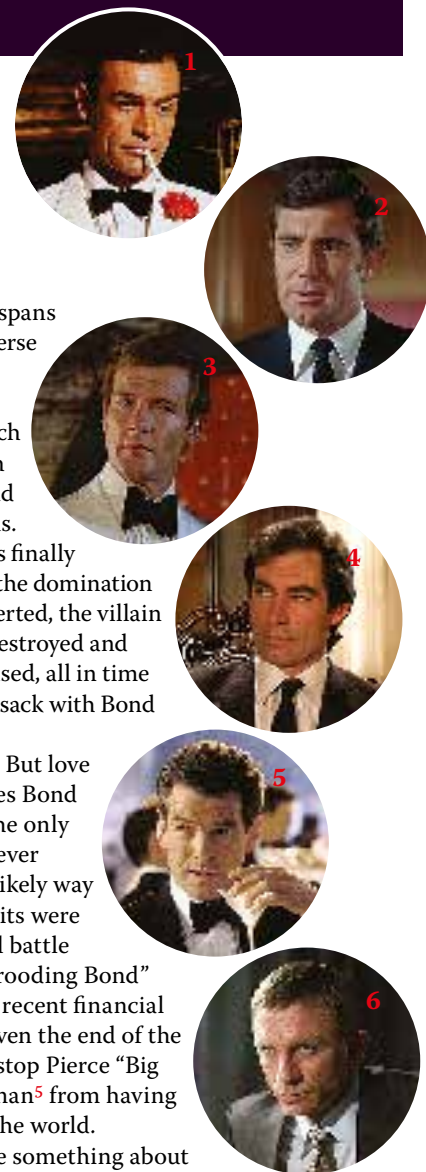 1
2
spans
erse
3
ch
n
d
s.
s finally
the domination
4
erted, the villain
estroyed and
sed, all in time
sack with Bond
But love
5
es Bond
ne only
ever
ikely way
its were
l battle
rooding Bond”
recent financial
6
ven the end of the
stop Pierce “Big
nan5 from having
he world.
e something about